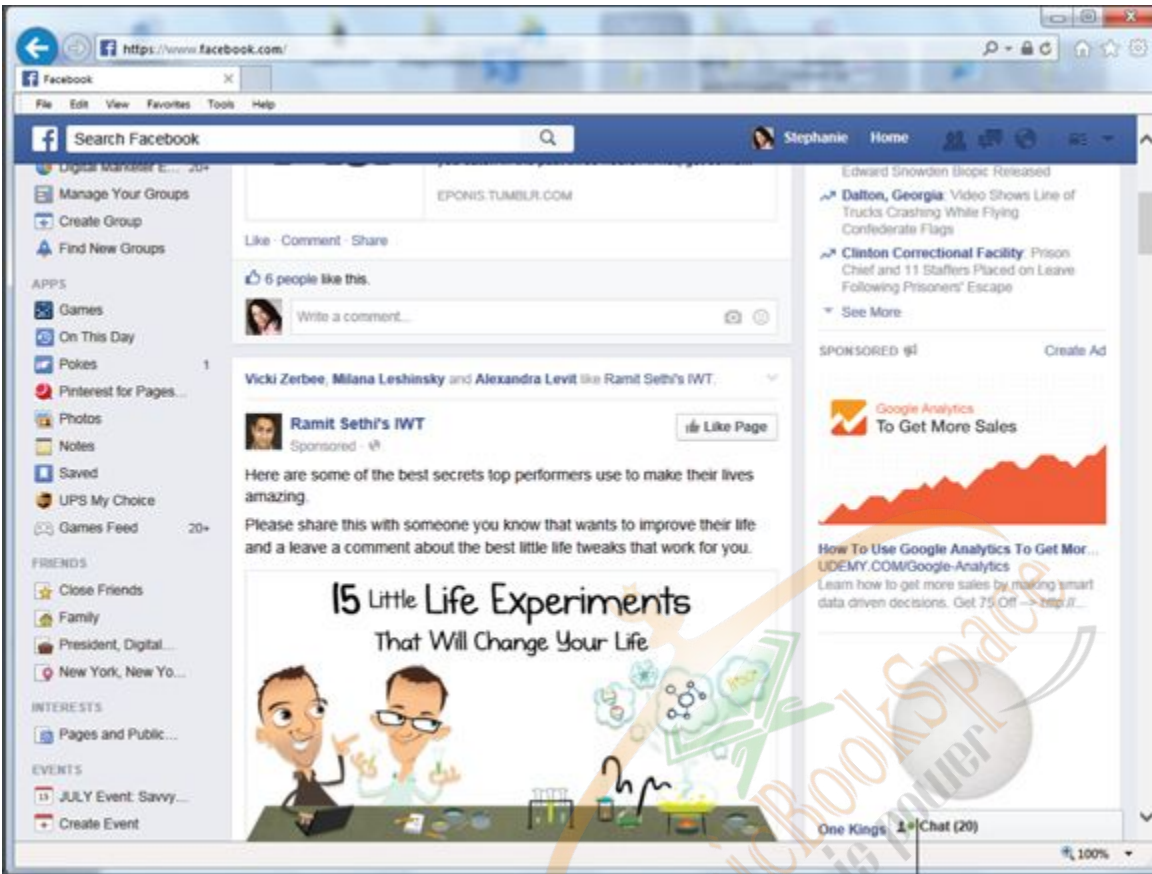 https://www.facebook.com/
Facebook
File Edit View Favorites Tools Help
Search Facebook
Stephanie Home
Digital Marketer E... 20+
Manage Your Groups
Create Group
Find New Groups
APPS
Games
On This Day
Pokes 1
Pinterest for Pages...
Photos
Notes
Saved
UPS My Choice
Games Feed 20+
FRIENDS
Close Friends
Family
President, Digital...
New York, New Yo...
INTERESTS
Pages and Public...
EVENTS
15 JULY Event: Savvy...
Create Event
EPONIS.TUMBLR.COM
Like · Comment · Share
6 people like this.
Write a comment...
Vicki Zerbee, Milana Leshinsky and Alexandra Levit like Ramit Sethi's IWT.
Ramit Sethi's IWT
Like Page
Sponsored ·
Here are some of the best secrets top performers use to make their lives
amazing.
Please share this with someone you know that wants to improve their life
and a leave a comment about the best little life tweaks that work for you.
15 Little Life Experiments
That Will Change Your Life
Edward Snowden Biopic Released
Dalton, Georgia: Video Shows Line of
Trucks Crashing While Flying
Confederate Flags
Clinton Correctional Facility: Prison
Chief and 11 Staffers Placed on Leave
Following Prisoners' Escape
See More
SPONSORED
Create Ad
Google Analytics
To Get More Sales
How To Use Google Analytics To Get Mor...
UDEMY.COM/Google-Analytics
Learn how to get more sales by making smart
data driven decisions. Get 75 Off --> http://...
One Kings
Chat (20)
100%
is power